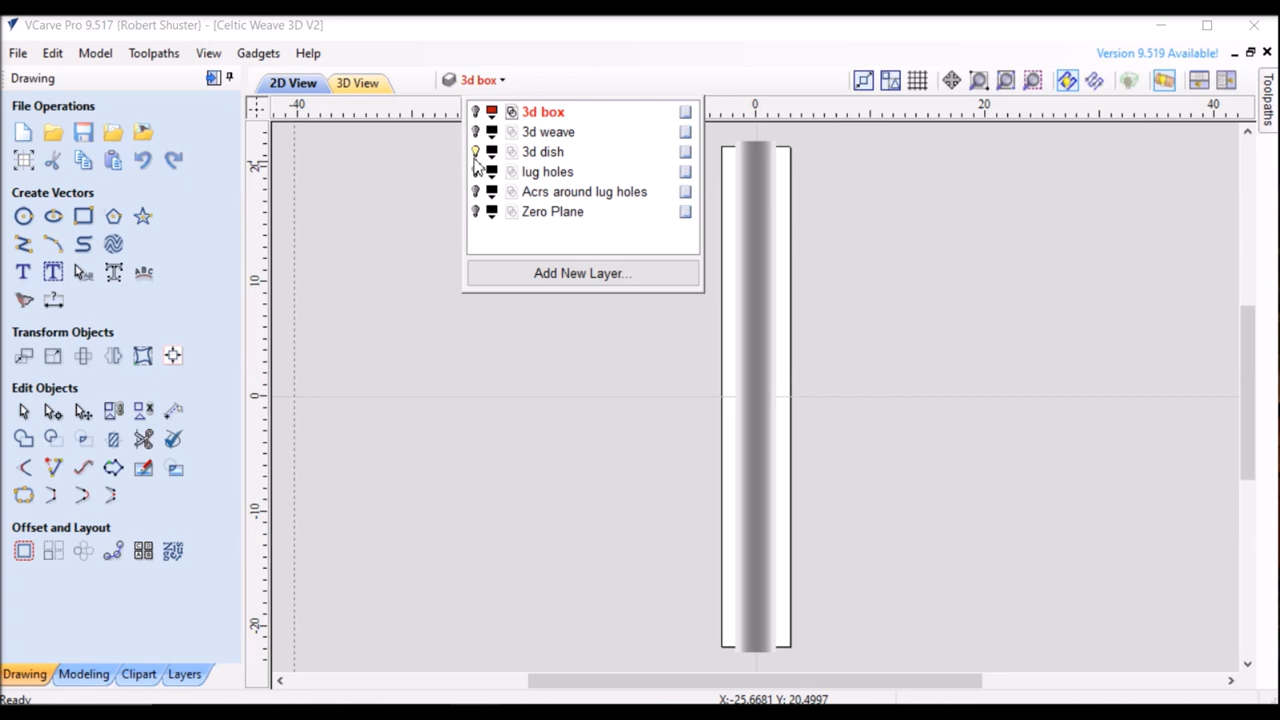 VCarve Pro 9.517 {Robert Shuster} - [Celtic Weave 3D V2]
File Edit Model Toolpaths View Gadgets Help Version 9.519 Available!
Drawing
2D View 3D View 3d box
Toolpaths
File Operations
-40 0 20 40
3d box
3d weave
3d dish
lug holes
Acrs around lug holes
Zero Plane
Add New Layer...
Create Vectors
Transform Objects
Edit Objects
Offset and Layout
20
10
0
-10
-20
Drawing Modeling Clipart Layers
Ready X:-25.6681 Y: 20.4997